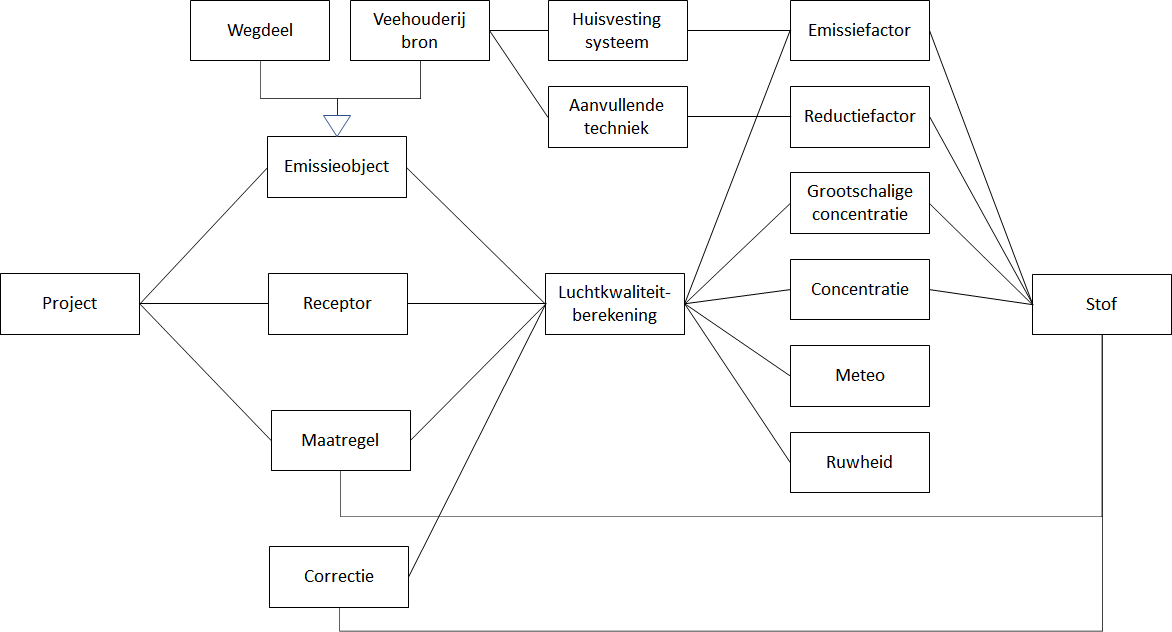 Wegdeel
Veehouderij
bron
Huisvesting
systeem
Emissiefactor
Aanvullende
techniek
Reductiefactor
Emissieobject
Grootschalige
concentratie
Project
Receptor
Luchtkwaliteit-
berekening
Concentratie
Stof
Meteo
Maatregel
Ruwheid
Correctie